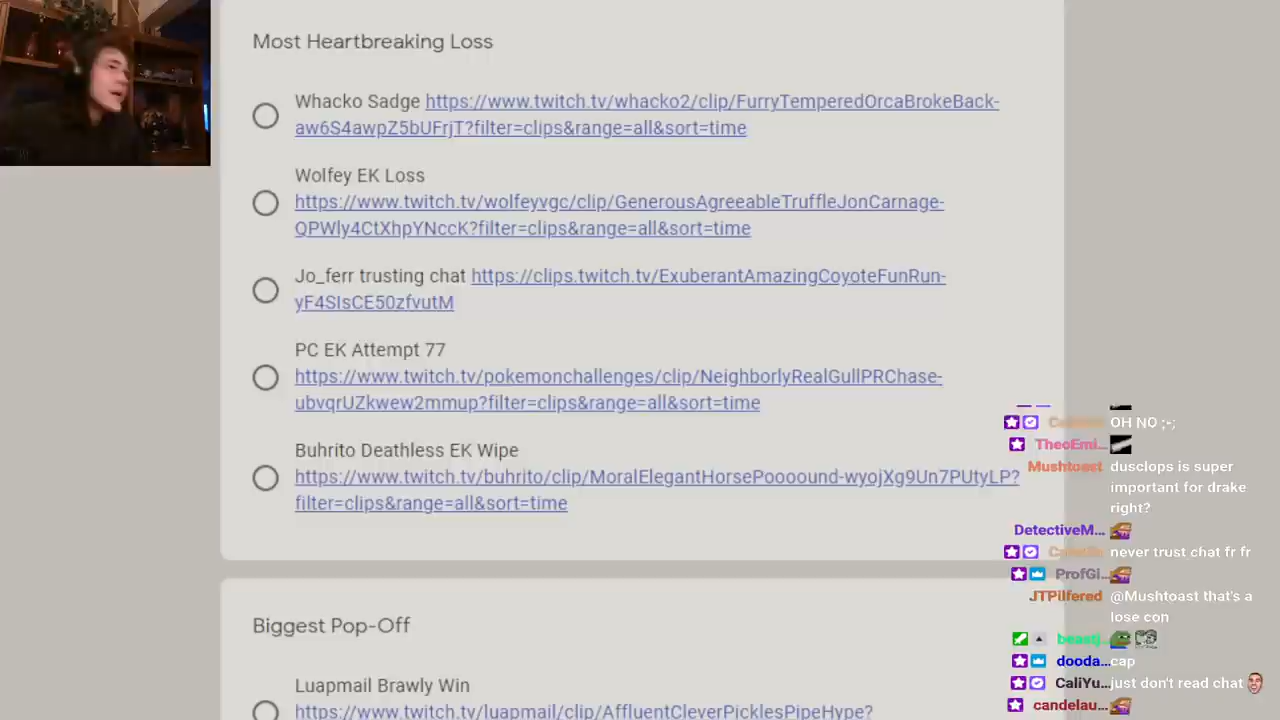 Most Heartbreaking Loss
Whacko Sadge https://www.twitch.tv/whacko2/clip/FurryTemperedOrcaBrokeBack-
aw6S4awpZ5bUFrjT?filter=clips&range=all&sort=time
Wolfey EK Loss
https://www.twitch.tv/wolfeyvgc/clip/GenerousAgreeableTruffleJonCarnage-
QPWly4CtXhpYNccK?filter=clips&range=all&sort=time
Jo_ferr trusting chat https://clips.twitch.tv/ExuberantAmazingCoyoteFunRun-
yF4SIsCE50zfvutM
PC EK Attempt 77
https://www.twitch.tv/pokemonchallenges/clip/NeighborlyRealGullPRChase-
ubvqrUZkwew2mmup?filter=clips&range=all&sort=time
Buhrito Deathless EK Wipe
https://www.twitch.tv/buhrito/clip/MoralElegantHorsePoooound-wyojXg9Un7PUtyLP?
filter=clips&range=all&sort=time
Biggest Pop-Off
Luapmail Brawly Win
https://www.twitch.tv/luapmail/clip/AffluentCleverPicklesPipeHype?
OH NO ;-;
TheoEmi...
Mushtoast dusclops is super
important for drake
right?
DetectiveM...
never trust chat fr fr
ProfGi...
JTPilfered @Mushtoast that's a
lose con
beastj...
dooda... cap
CaliYu... just don't read chat
candelau...